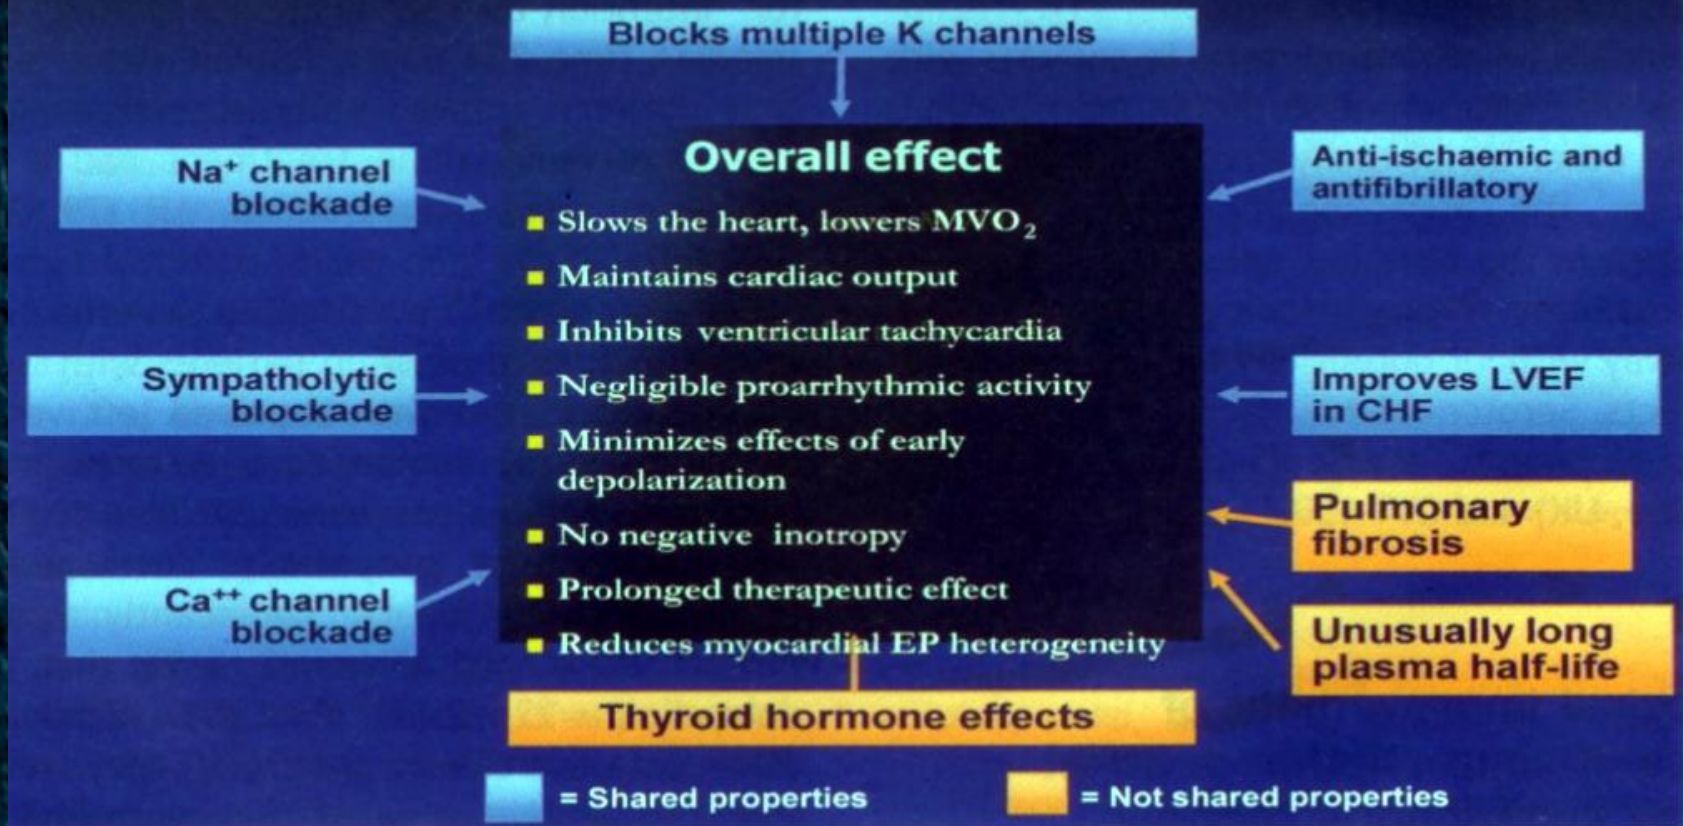 Blocks multiple K channels
Na⁺ channel
blockade
Sympatholytic
blockade
Ca⁺⁺ channel
blockade
Overall effect
Slows the heart, lowers MVO₂
Maintains cardiac output
Inhibits ventricular tachycardia
Negligible proarrhythmic activity
Minimizes effects of early
depolarization
No negative inotropy
Prolonged therapeutic effect
Reduces myocardial EP heterogeneity
Anti-ischaemic and
antifibrillatory
Improves LVEF
in CHF
Pulmonary
fibrosis
Unusually long
plasma half-life
Thyroid hormone effects
= Shared properties
= Not shared properties